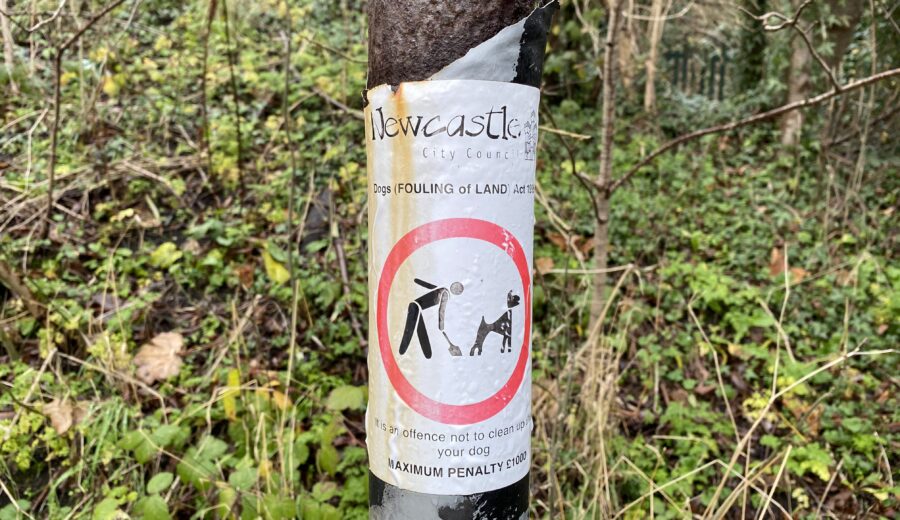 Newcastle
City Council
Dogs (FOULING of LAND) Act
It is an offence not to clean up
your dog
MAXIMUM PENALTY £1000